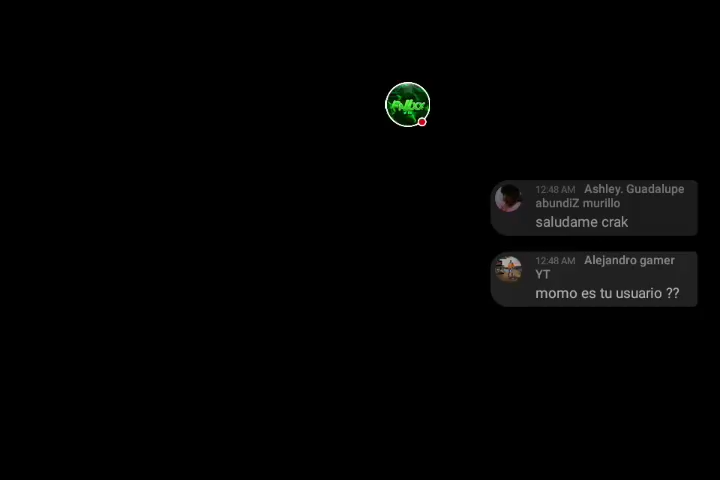 12:48 AM Ashley. Guadalupe
abundiZ murillo
saludame crak
12:48 AM Alejandro gamer
YT
momo es tu usuario ??